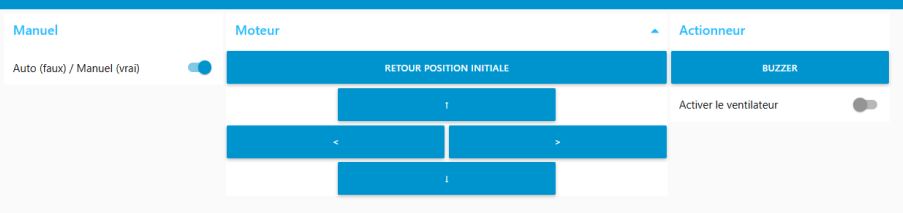 Manuel
Auto (faux) / Manuel (vrai)
Moteur
RETOUR POSITION INITIALE
↑
< >
↓
Actionneur
BUZZER
Activer le ventilateur